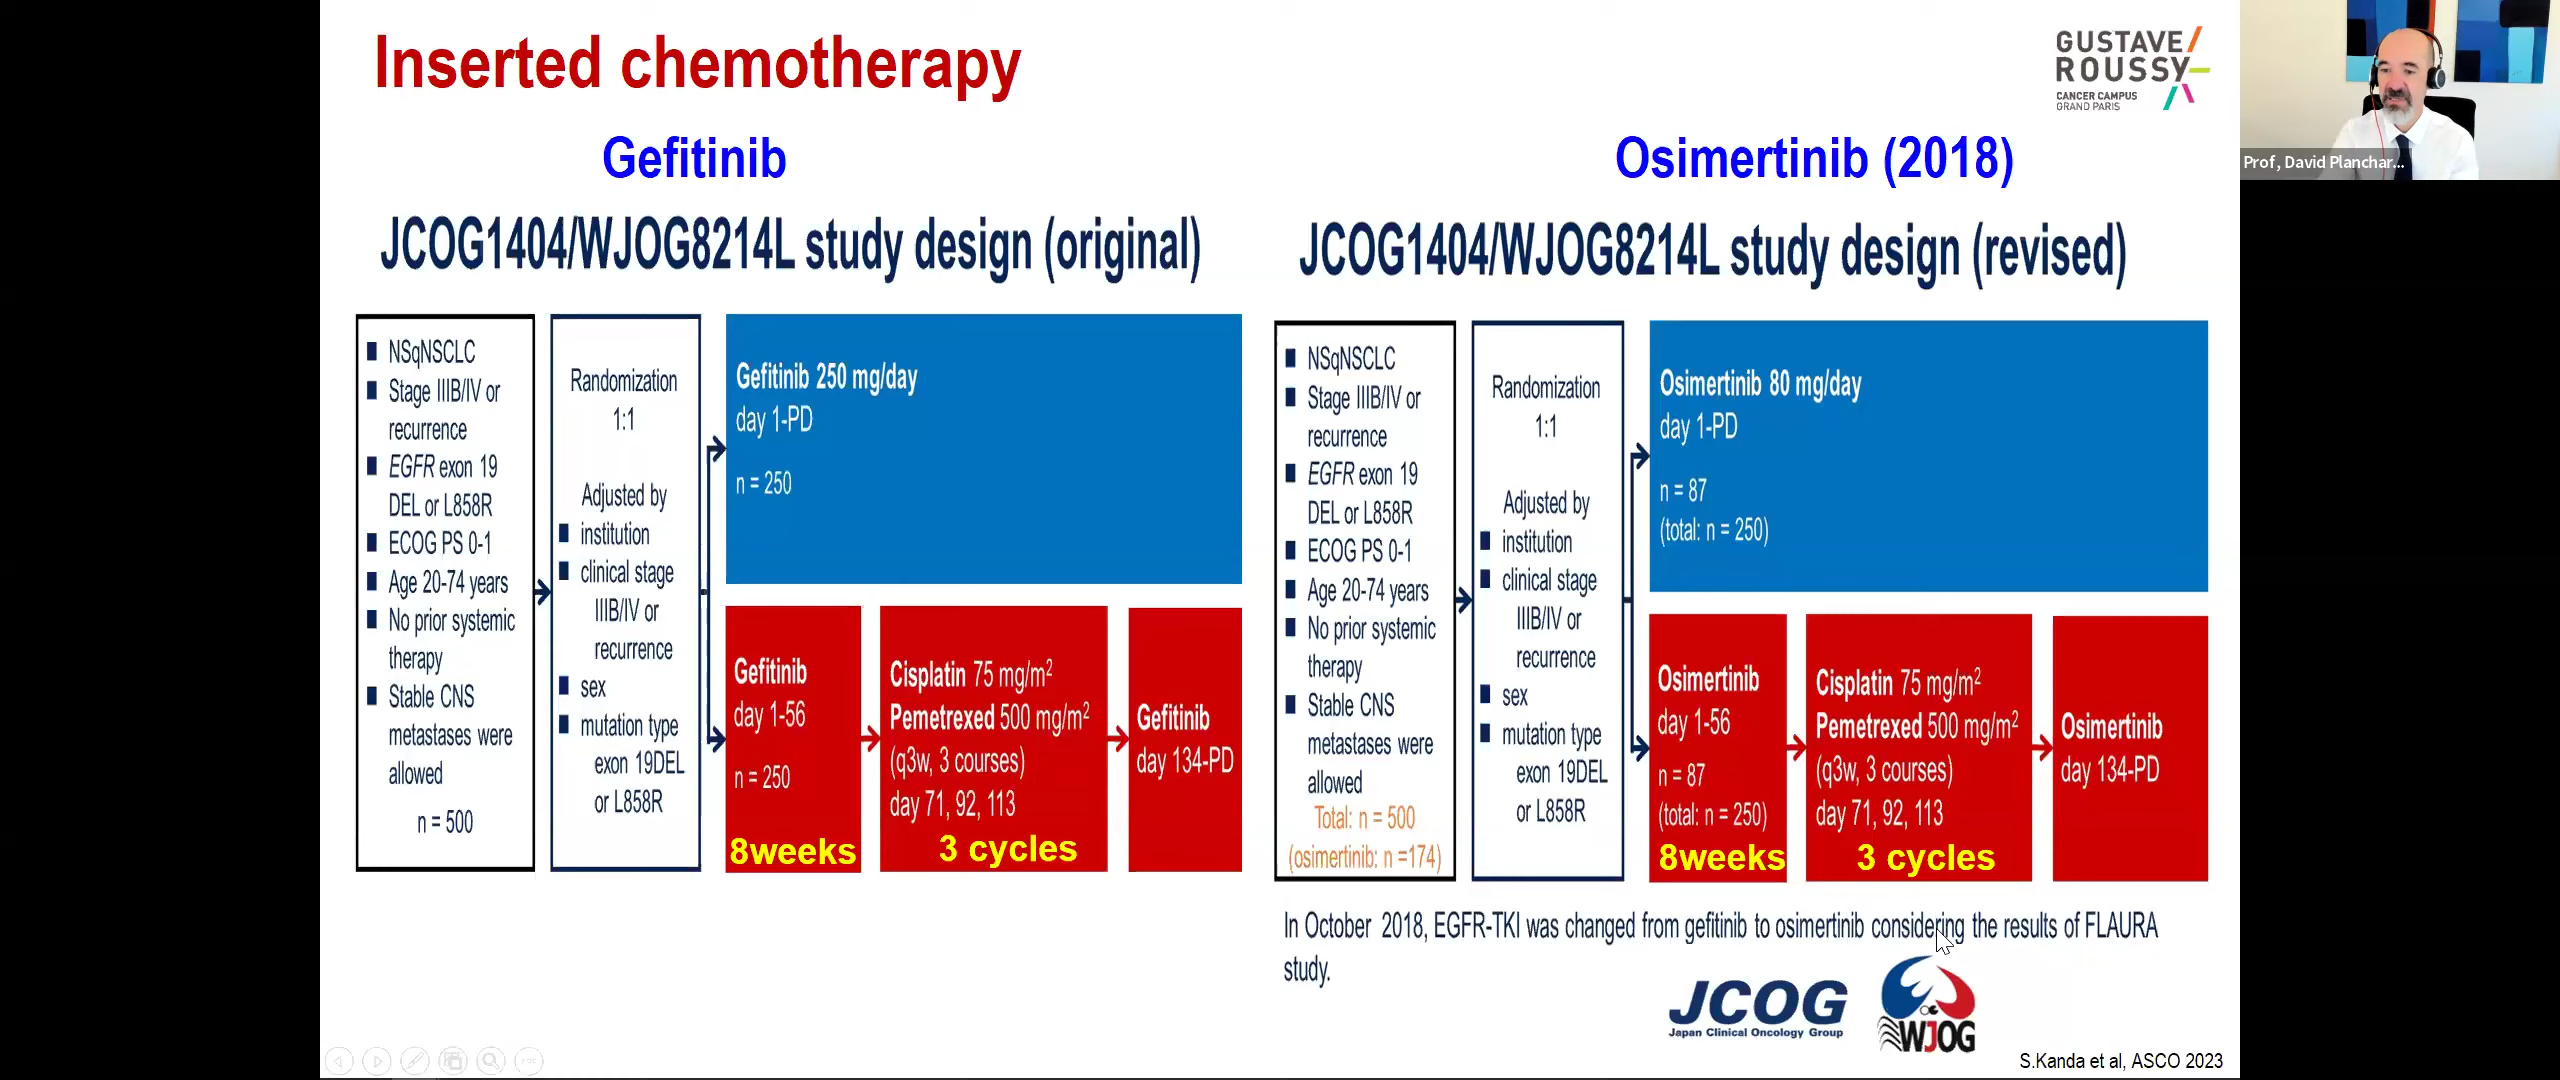 Inserted chemotherapy
GUSTAVE/
ROUSSY
CANCER CAMPUS
GRAND PARIS
Prof, David Planchar...
Gefitinib
JCOG1404/WJOG8214L study design (original)
NSqNSCLC
Stage IIIB/IV or
recurrence
EGFR exon 19
DEL or L858R
ECOG PS 0-1
Age 20-74 years
No prior systemic
therapy
Stable CNS
metastases were
allowed
n = 500
Randomization
1:1
Adjusted by
institution
clinical stage
IIIB/IV or
recurrence
sex
mutation type
exon 19DEL
or L858R
Gefitinib 250 mg/day
day 1-PD
n = 250
Gefitinib
day 1-56
n = 250
8weeks
Cisplatin 75 mg/m²
Pemetrexed 500 mg/m²
(q3w, 3 courses)
day 71, 92, 113
3 cycles
Gefitinib
day 134-PD
Osimertinib (2018)
JCOG1404/WJOG8214L study design (revised)
NSqNSCLC
Stage IIIB/IV or
recurrence
EGFR exon 19
DEL or L858R
ECOG PS 0-1
Age 20-74 years
No prior systemic
therapy
Stable CNS
metastases were
allowed
Total: n = 500
(osimertinib: n =174)
Randomization
1:1
Adjusted by
institution
clinical stage
IIIB/IV or
recurrence
sex
mutation type
exon 19DEL
or L858R
Osimertinib 80 mg/day
day 1-PD
n = 87
(total: n = 250)
Osimertinib
day 1-56
n = 87
(total: n = 250)
8weeks
Cisplatin 75 mg/m²
Pemetrexed 500 mg/m²
(q3w, 3 courses)
day 71, 92, 113
3 cycles
Osimertinib
day 134-PD
In October 2018, EGFR-TKI was changed from gefitinib to osimertinib considering the results of FLAURA
study.
JCOG
Japan Clinical Oncology Group
WJOG
S.Kanda et al, ASCO 2023